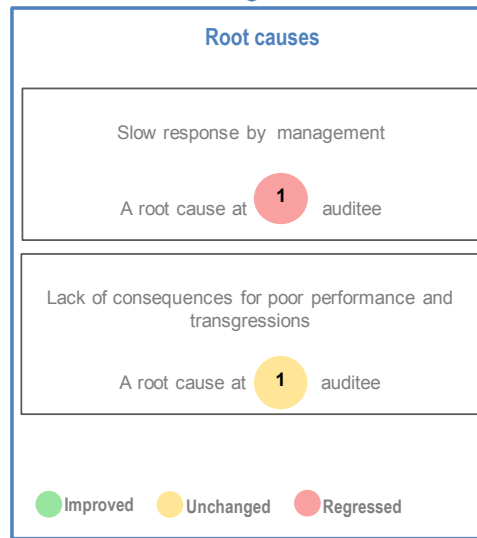 Root causes
Slow response by management
A root cause at 1 auditee
Lack of consequences for poor performance and
transgressions
A root cause at 1 auditee
Improved Unchanged Regressed